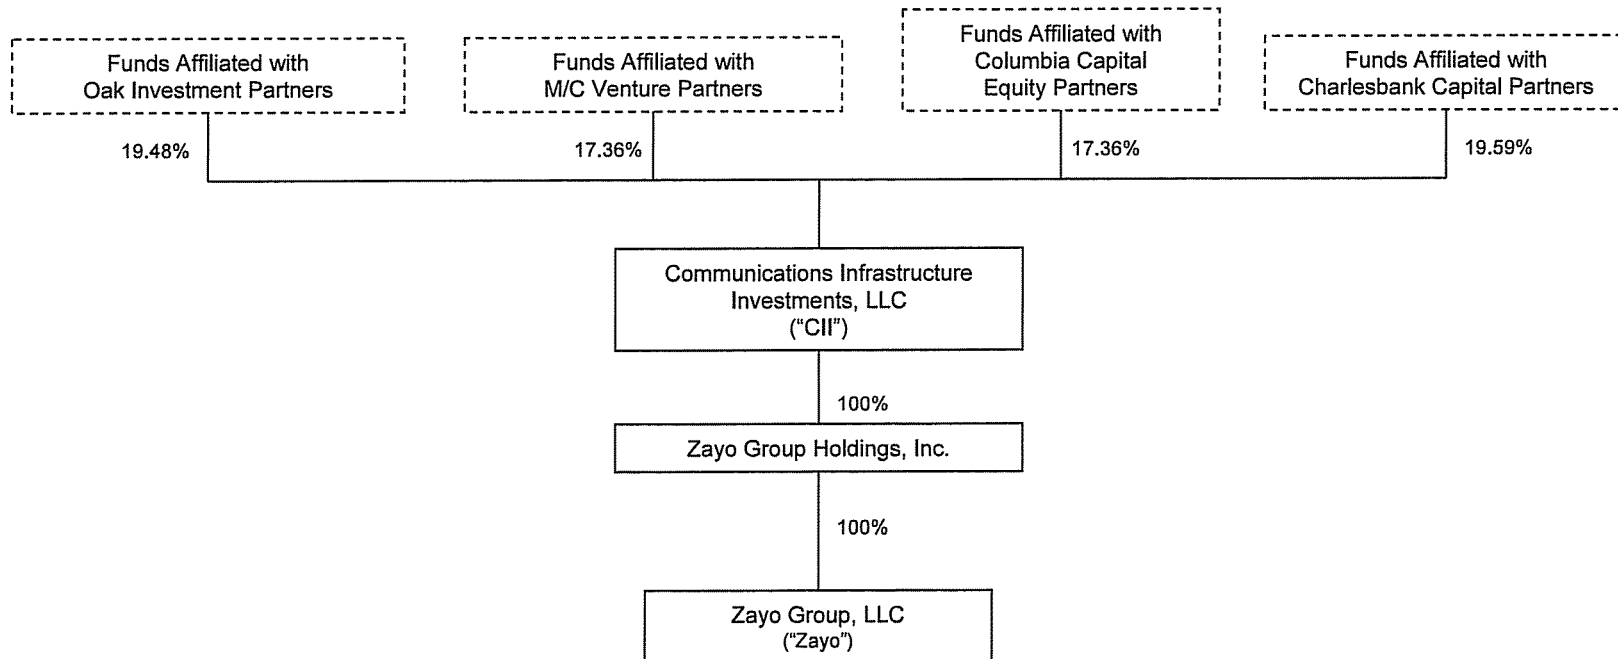 Funds Affiliated with
Oak Investment Partners
Funds Affiliated with
M/C Venture Partners
Funds Affiliated with
Columbia Capital
Equity Partners
Funds Affiliated with
Charlesbank Capital Partners
19.48%
17.36%
17.36%
19.59%
Communications Infrastructure
Investments, LLC
(“CII”)
100%
Zayo Group Holdings, Inc.
100%
Zayo Group, LLC
(“Zayo”)